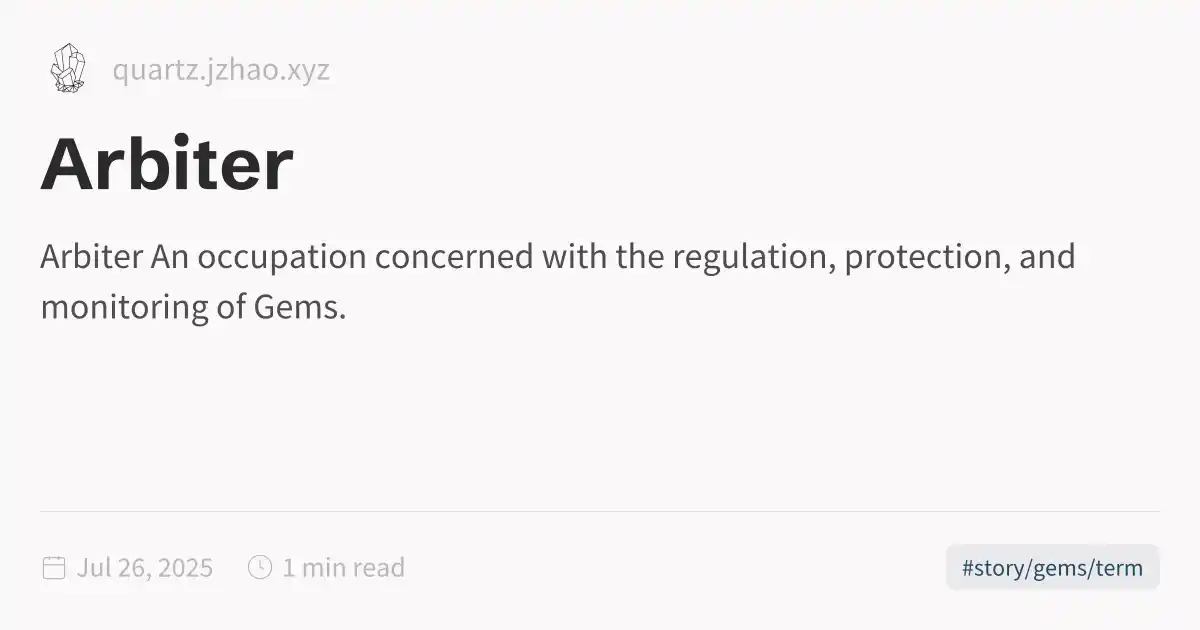 quartz.jzhao.xyz
Arbiter
Arbiter An occupation concerned with the regulation, protection, and
monitoring of Gems.
Jul 26, 2025
1 min read
#story/gems/term